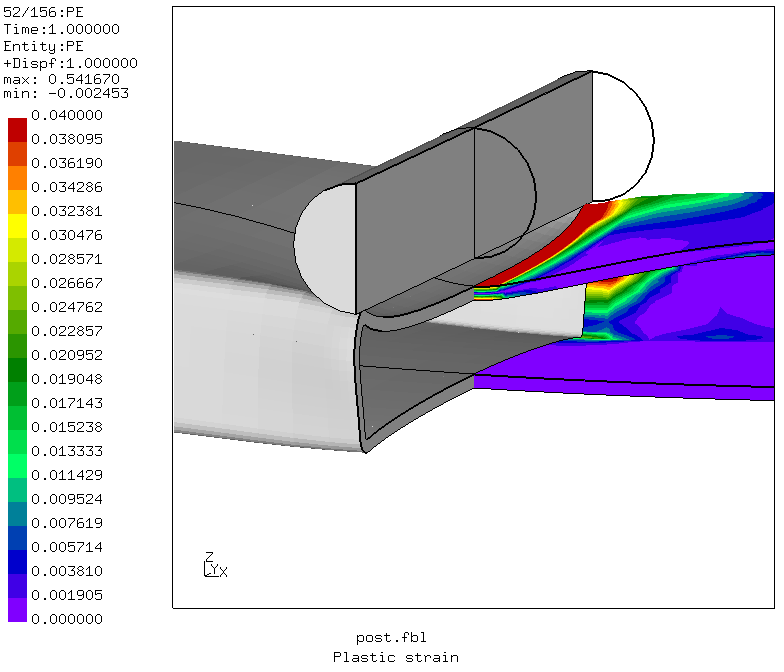 52/156:PE
Time:1.000000
Entity:PE
+Dispf:1.000000
max: 0.541670
min: -0.002453
0.040000
0.038095
0.036190
0.034286
0.032381
0.030476
0.028571
0.026667
0.024762
0.022857
0.020952
0.019048
0.017143
0.015238
0.013333
0.011429
0.009524
0.007619
0.005714
0.003810
0.001905
0.000000
Z
Y
X
post.fbl
Plastic strain